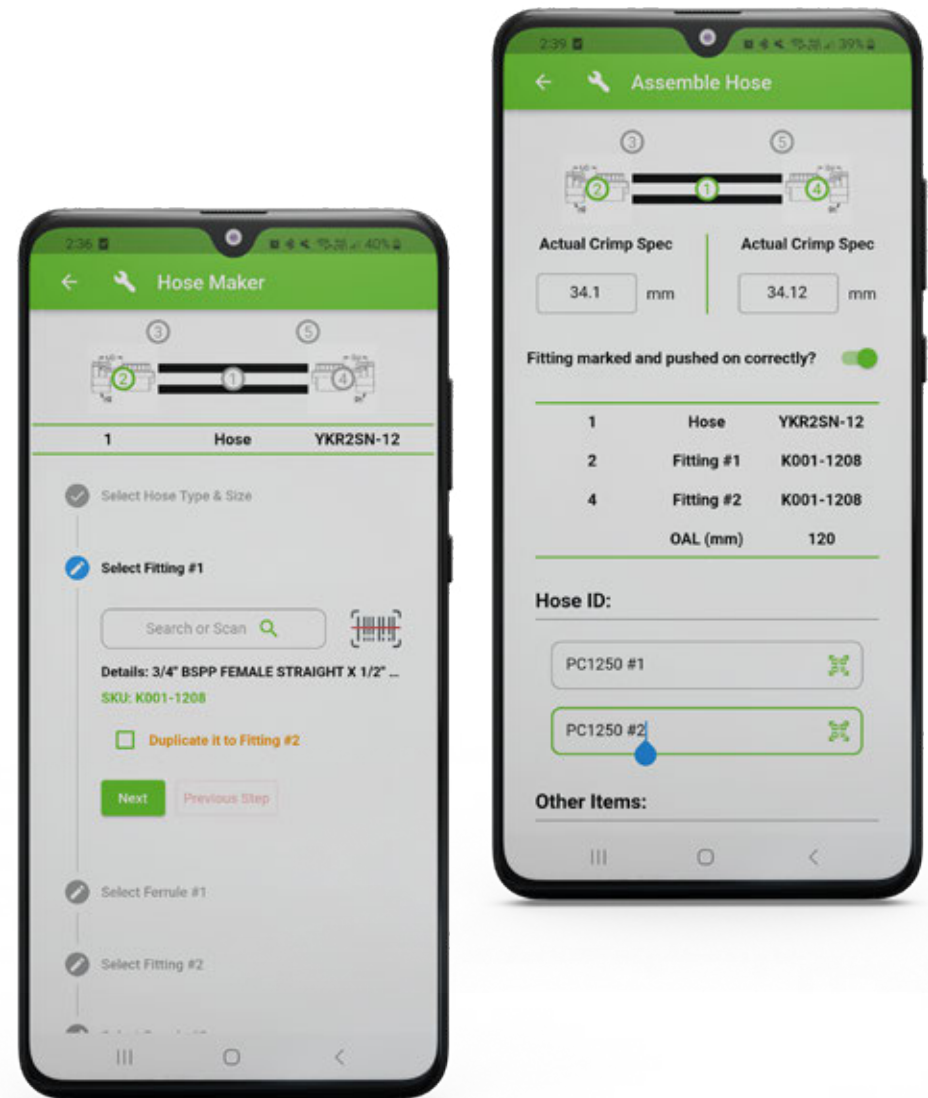 2:36
40%
Hose Maker
3
5
2
1
4
1 Hose YKR2SN-12
Select Hose Type & Size
Select Fitting #1
Search or Scan
Details: 3/4" BSPP FEMALE STRAIGHT X 1/2" ...
SKU: K001-1208
Duplicate it to Fitting #2
Next
Previous Step
Select Ferrule #1
Select Fitting #2
2:39
39%
Assemble Hose
3
5
2
1
4
Actual Crimp Spec
Actual Crimp Spec
34.1 mm
34.12 mm
Fitting marked and pushed on correctly?
1 Hose YKR2SN-12
2 Fitting #1 K001-1208
4 Fitting #2 K001-1208
OAL (mm) 120
Hose ID:
PC1250 #1
PC1250 #2
Other Items: